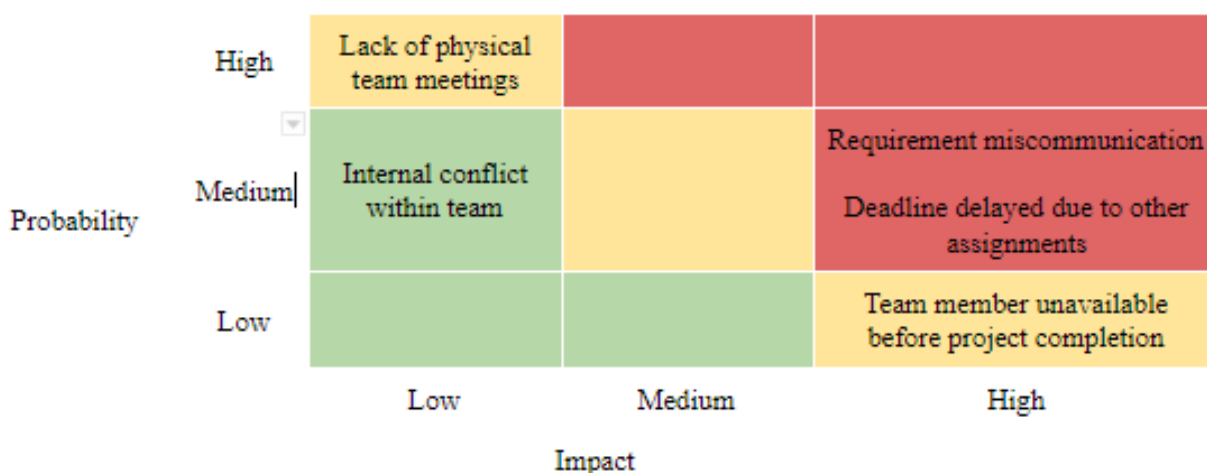 High
Lack of physical
team meetings
Probability
Medium
Internal conflict
within team
Requirement miscommunication
Deadline delayed due to other
assignments
Low
Team member unavailable
before project completion
Low
Medium
High
Impact